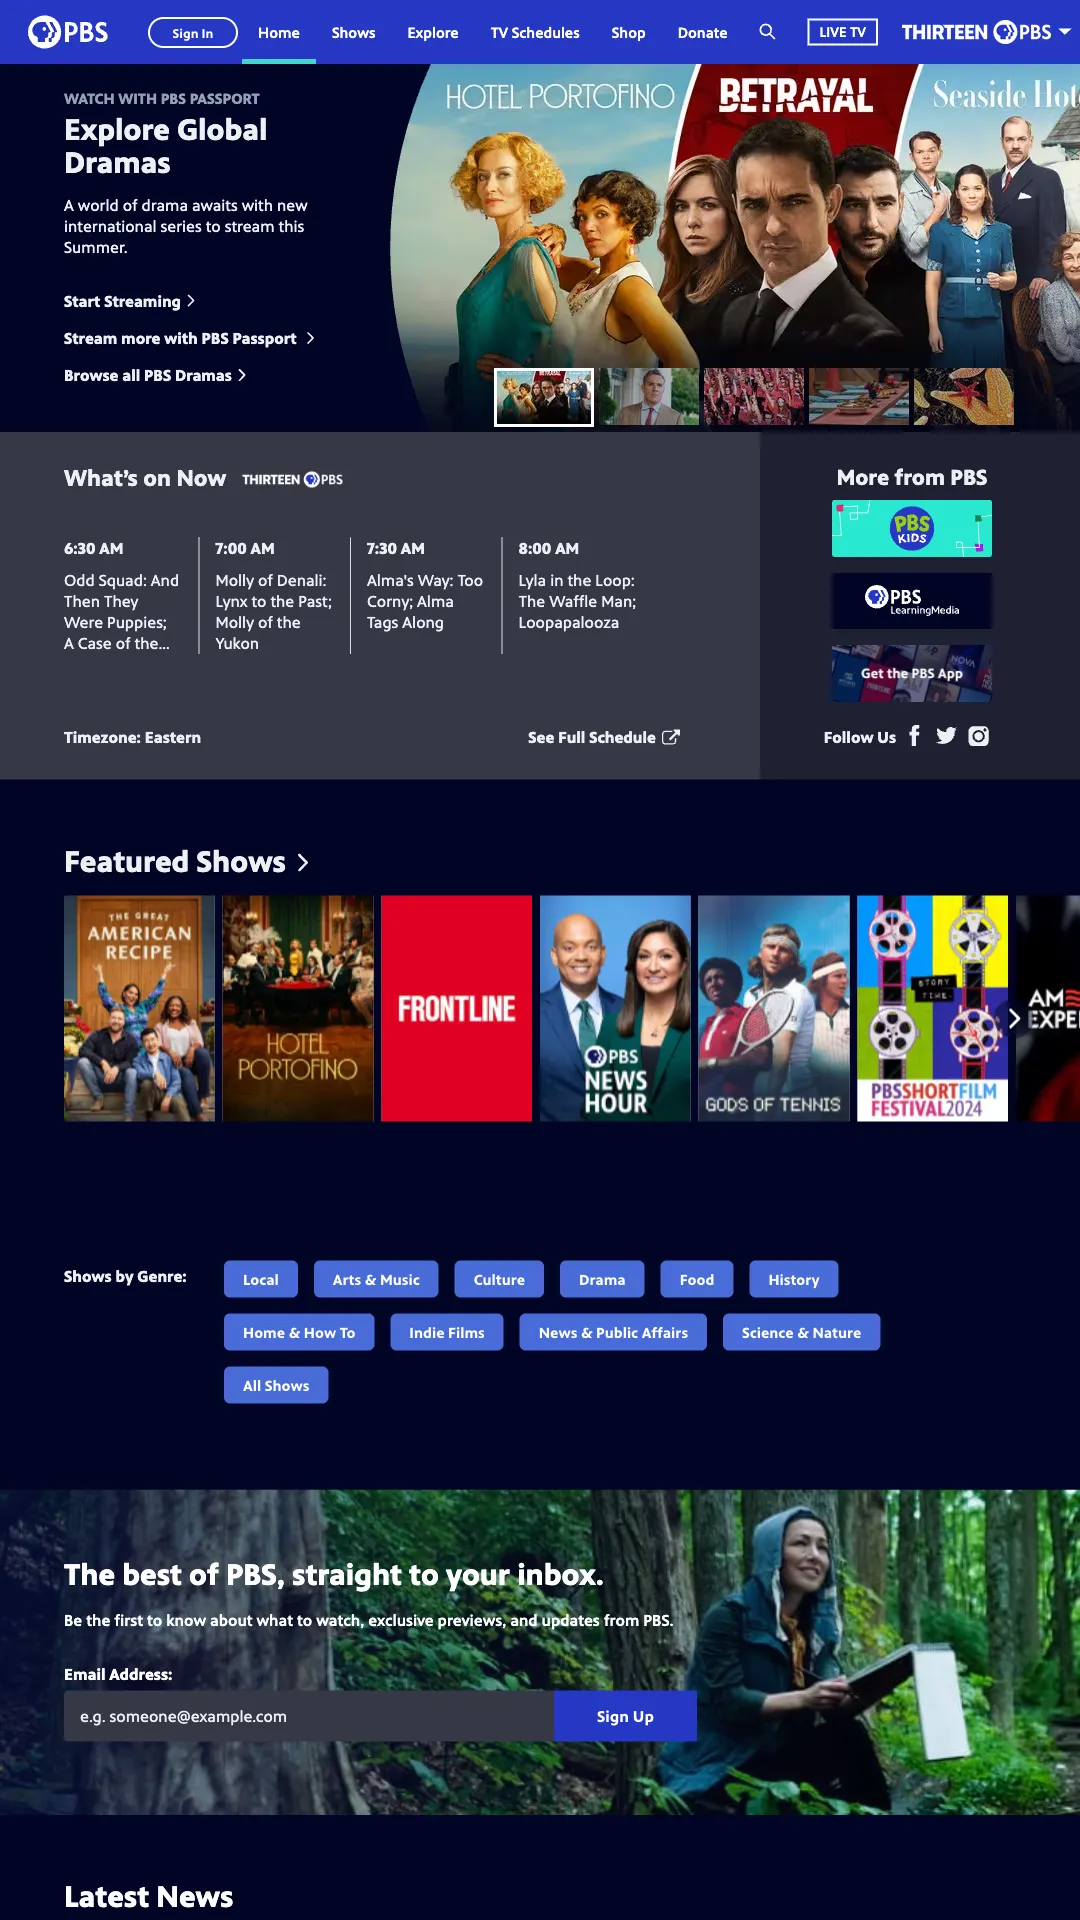 PBS
Sign In
Home
Shows
Explore
TV Schedules
Shop
Donate
LIVE TV
THIRTEEN PBS
WATCH WITH PBS PASSPORT
Explore Global
Dramas
A world of drama awaits with new
international series to stream this
Summer.
Start Streaming
Stream more with PBS Passport
Browse all PBS Dramas
HOTEL PORTOFINO
BETRAYAL
Seaside Hot
What's on Now
THIRTEEN PBS
6:30 AM
Odd Squad: And
Then They
Were Puppies;
A Case of the...
7:00 AM
Molly of Denali:
Lynx to the Past;
Molly of the
Yukon
7:30 AM
Alma's Way: Too
Corny; Alma
Tags Along
8:00 AM
Lyla in the Loop:
The Waffle Man;
Loopapalooza
Timezone: Eastern
See Full Schedule
More from PBS
PBS
KIDS
PBS
LearningMedia
Get the PBS App
Follow Us
Featured Shows
THE GREAT
AMERICAN
RECIPE
HOTEL
PORTOFINO
FRONTLINE
PBS
NEWS
HOUR
GODS OF TENNIS
STORY
TIME
PBSSHORTFILM
FESTIVAL2024
AM
EXPE
Shows by Genre:
Local
Arts & Music
Culture
Drama
Food
History
Home & How To
Indie Films
News & Public Affairs
Science & Nature
All Shows
The best of PBS, straight to your inbox.
Be the first to know about what to watch, exclusive previews, and updates from PBS.
Email Address:
e.g. someone@example.com
Sign Up
Latest News